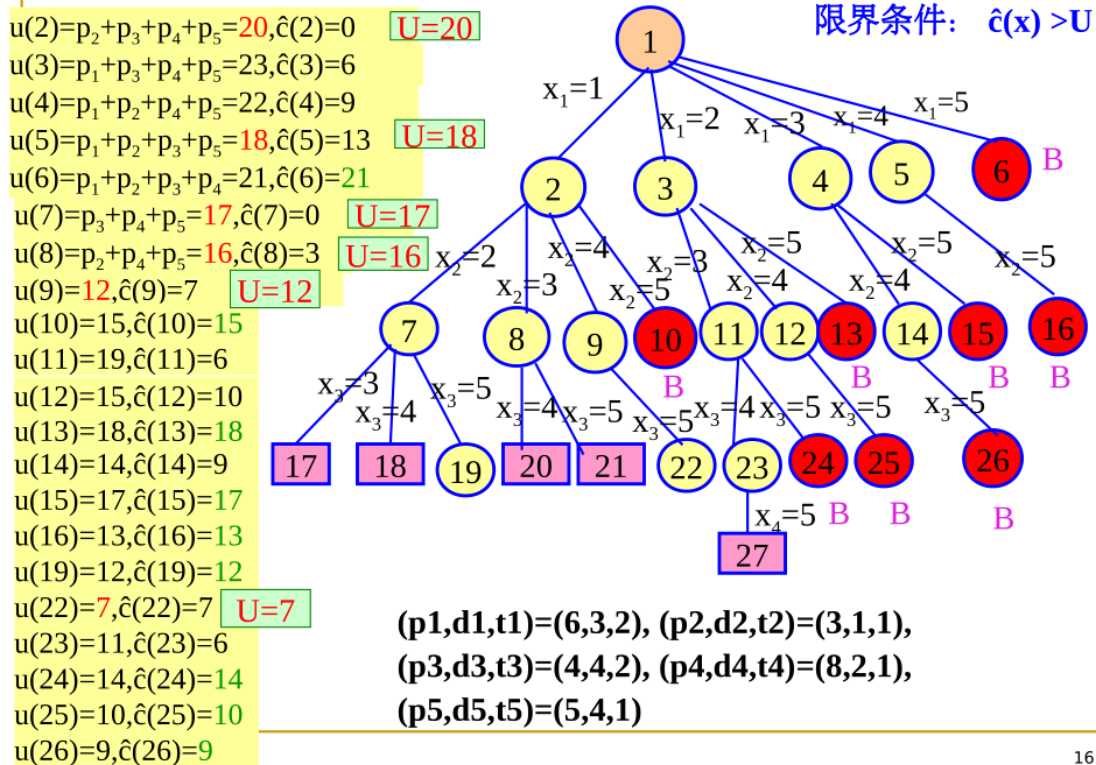 u(2)=p₂+p₃+p₄+p₅=20,ĉ(2)=0 U=20
u(3)=p₁+p₃+p₄+p₅=23,ĉ(3)=6
u(4)=p₁+p₂+p₄+p₅=22,ĉ(4)=9
u(5)=p₁+p₂+p₃+p₅=18,ĉ(5)=13 U=18
u(6)=p₁+p₂+p₃+p₄=21,ĉ(6)=21
u(7)=p₃+p₄+p₅=17,ĉ(7)=0 U=17
u(8)=p₂+p₄+p₅=16,ĉ(8)=3 U=16
u(9)=12,ĉ(9)=7 U=12
u(10)=15,ĉ(10)=15
u(11)=19,ĉ(11)=6
u(12)=15,ĉ(12)=10
u(13)=18,ĉ(13)=18
u(14)=14,ĉ(14)=9
u(15)=17,ĉ(15)=17
u(16)=13,ĉ(16)=13
u(19)=12,ĉ(19)=12
u(22)=7,ĉ(22)=7 U=7
u(23)=11,ĉ(23)=6
u(24)=14,ĉ(24)=14
u(25)=10,ĉ(25)=10
u(26)=9,ĉ(26)=9
限界条件: ĉ(x) >U
1
x₁=1 x₁=2 x₁=3 x₁=4 x₁=5
2 3 4 5 6 B
x₂=2 x₂=3 x₂=4 x₂=5 x₂=3 x₂=4 x₂=5 x₂=4 x₂=5 x₂=5
7 8 9 10 11 12 13 14 15 16
B B B B
x₃=3 x₃=4 x₃=5 x₃=4 x₃=5 x₃=5 x₃=4 x₃=5 x₃=5 x₃=5
17 18 19 20 21 22 23 24 25 26
x₄=5 B B B
27
(p1,d1,t1)=(6,3,2), (p2,d2,t2)=(3,1,1),
(p3,d3,t3)=(4,4,2), (p4,d4,t4)=(8,2,1),
(p5,d5,t5)=(5,4,1)
16